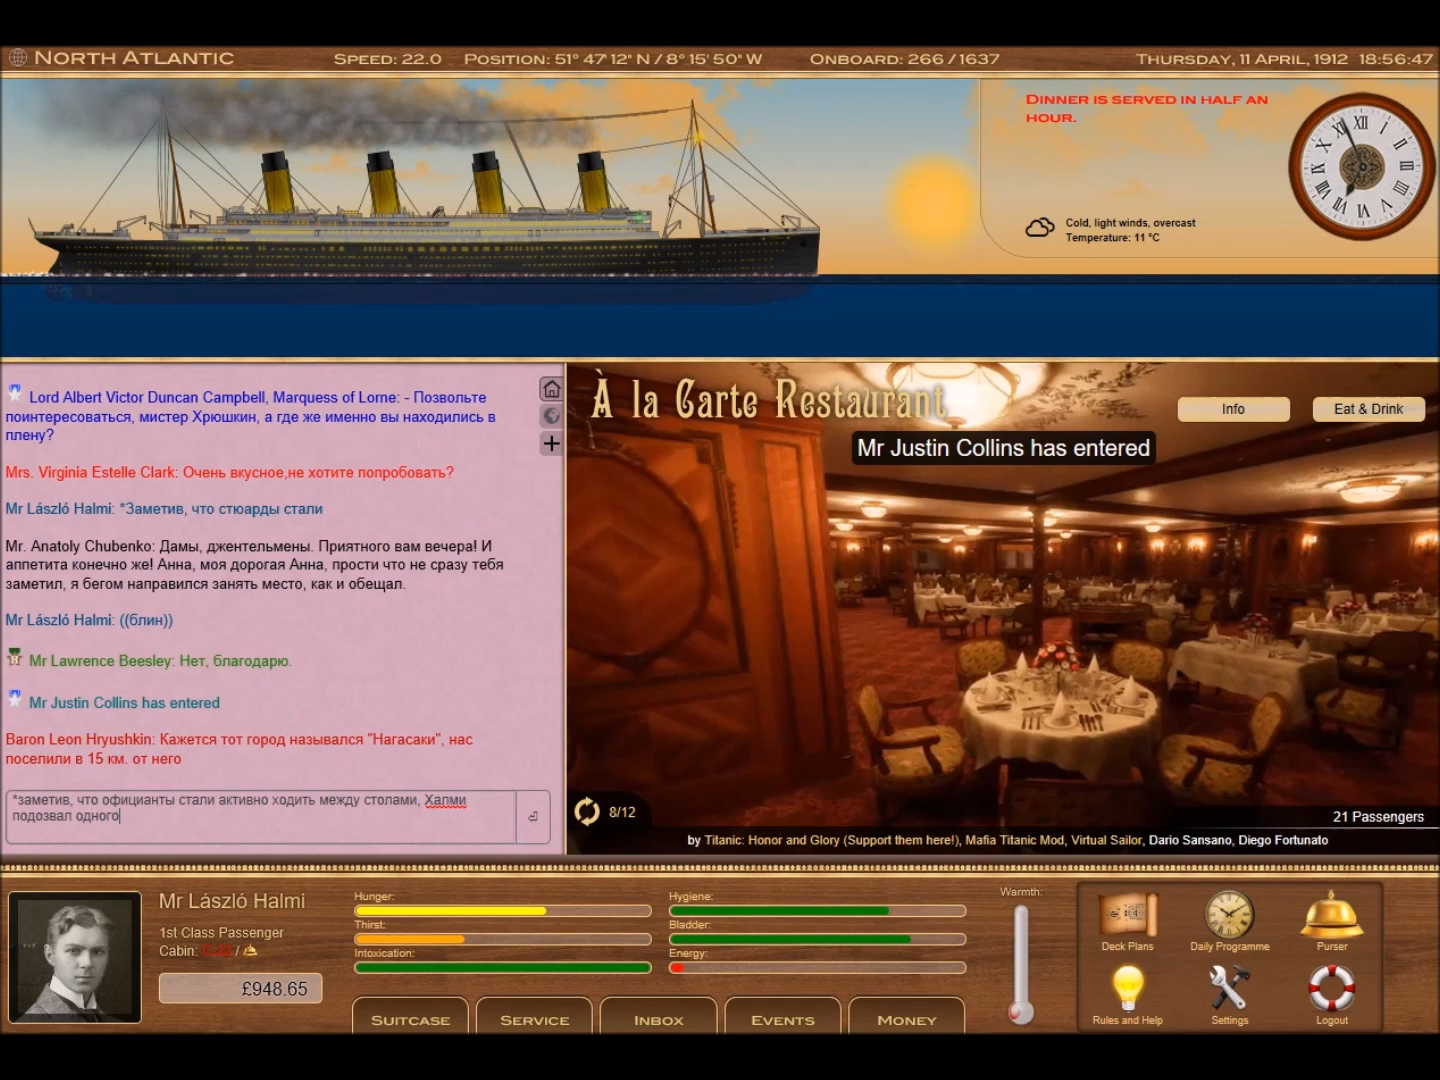 North Atlantic
Speed: 22.0
Position: 51° 47' 12" N / 8° 15' 50" W
Onboard: 266 / 1637
Thursday, 11 April, 1912 18:56:47
Dinner is served in half an
hour.
XII
I
II
III
IIII
V
VI
VII
VIII
IX
X
XI
Cold, light winds, overcast
Temperature: 11 °C
Lord Albert Victor Duncan Campbell, Marquess of Lorne: - Позвольте
поинтересоваться, мистер Хрюшкин, а где же именно вы находились в
плену?
Mrs. Virginia Estelle Clark: Очень вкусное,не хотите попробовать?
Mr László Halmi: *Заметив, что стюарды стали
Mr. Anatoly Chubenko: Дамы, джентельмены. Приятного вам вечера! И
аппетита конечно же! Анна, моя дорогая Анна, прости что не сразу тебя
заметил, я бегом направился занять место, как и обещал.
Mr László Halmi: ((блин))
Mr Lawrence Beesley: Нет, благодарю.
Mr Justin Collins has entered
Baron Leon Hryushkin: Кажется тот город назывался "Нагасаки", нас
поселили в 15 км. от него
*заметив, что официанты стали активно ходить между столами, Халми
подозвал одного
À la Carte Restaurant
Info
Eat & Drink
Mr Justin Collins has entered
8/12
21 Passengers
by Titanic: Honor and Glory (Support them here!), Mafia Titanic Mod, Virtual Sailor, Dario Sansano, Diego Fortunato
Mr László Halmi
1st Class Passenger
Cabin: /
£948.65
Hunger:
Thirst:
Intoxication:
Hygiene:
Bladder:
Energy:
Warmth:
Suitcase
Service
Inbox
Events
Money
Deck Plans
Daily Programme
Purser
Rules and Help
Settings
Logout